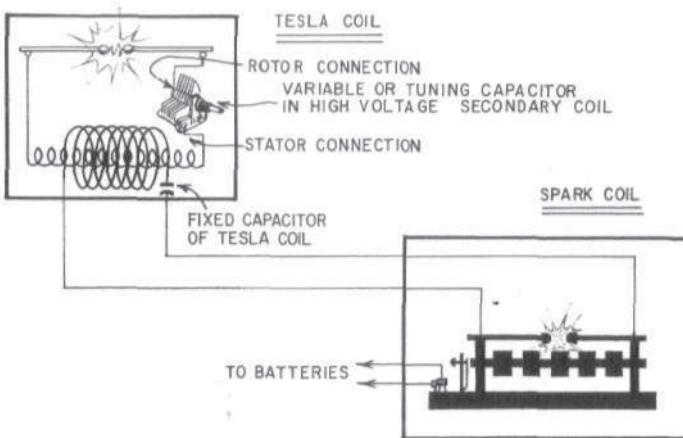 TESLA COIL
ROTOR CONNECTION
VARIABLE OR TUNING CAPACITOR
IN HIGH VOLTAGE SECONDARY COIL
STATOR CONNECTION
FIXED CAPACITOR
OF TESLA COIL
SPARK COIL
TO BATTERIES